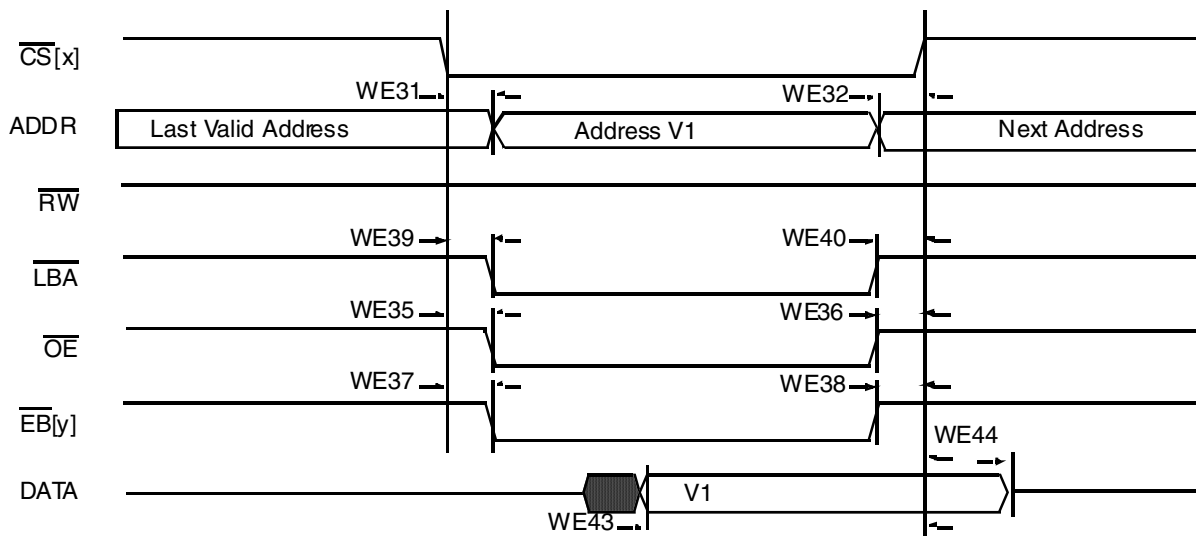 CS[x]
WE31
WE32
ADDR
Last Valid Address
Address V1
Next Address
RW
WE39
WE40
LBA
WE35
WE36
OE
WE37
WE38
EB[y]
WE44
DATA
V1
WE43